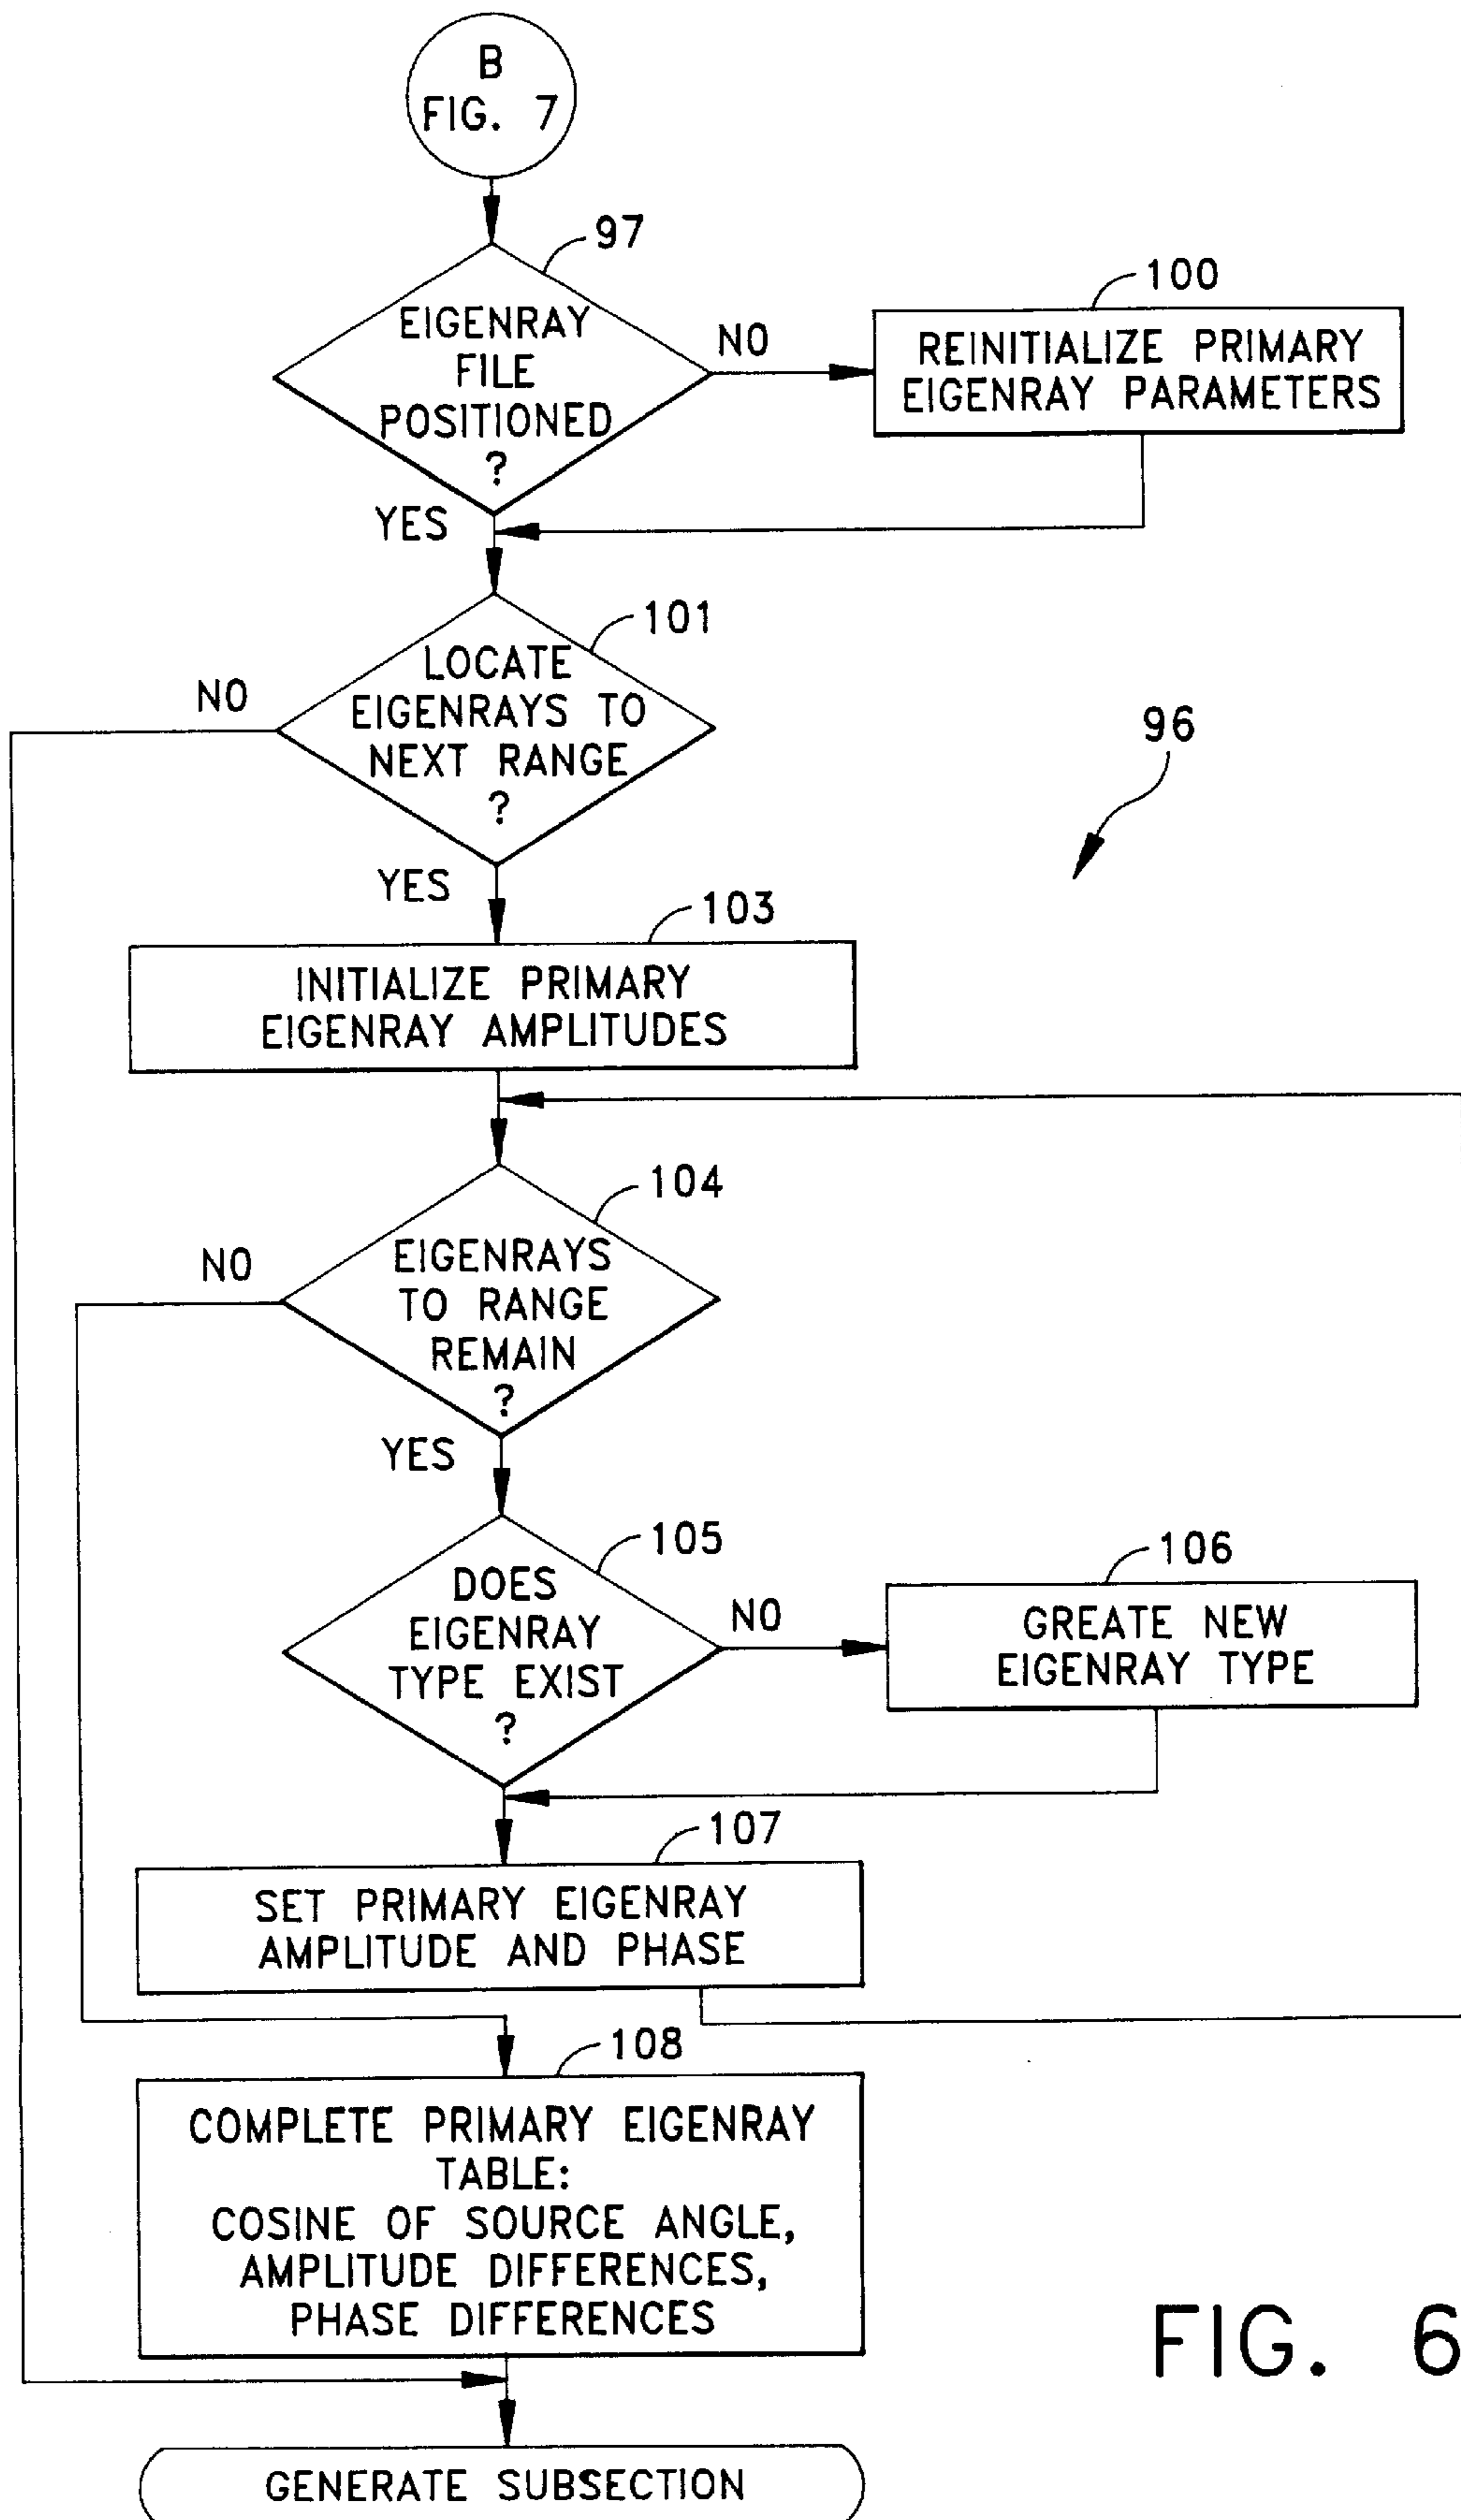 B
FIG. 7
97
EIGENRAY
FILE
POSITIONED
?
NO
100
REINITIALIZE PRIMARY
EIGENRAY PARAMETERS
YES
101
LOCATE
EIGENRAYS TO
NEXT RANGE
?
NO
96
YES
103
INITIALIZE PRIMARY
EIGENRAY AMPLITUDES
104
EIGENRAYS
TO RANGE
REMAIN
?
NO
YES
105
DOES
EIGENRAY
TYPE EXIST
?
NO
106
GREATE NEW
EIGENRAY TYPE
107
SET PRIMARY EIGENRAY
AMPLITUDE AND PHASE
108
COMPLETE PRIMARY EIGENRAY
TABLE:
COSINE OF SOURCE ANGLE,
AMPLITUDE DIFFERENCES,
PHASE DIFFERENCES
FIG. 6
GENERATE SUBSECTION